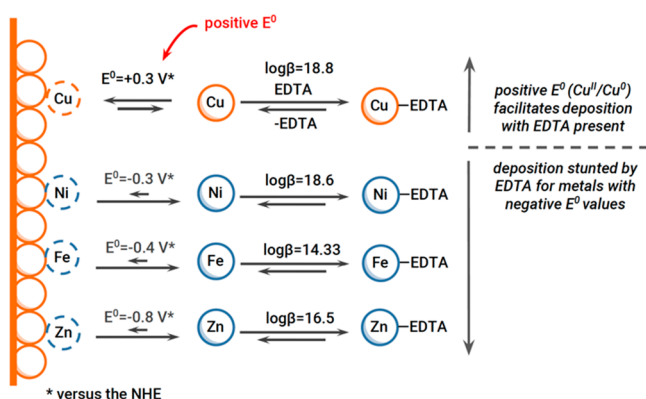 positive E⁰
E⁰=+0.3 V*
logβ=18.8
EDTA
Cu
Cu
Cu
EDTA
-EDTA
positive E⁰ (Cuᴵᴵ/Cu⁰)
facilitates deposition
with EDTA present
deposition stunted by
EDTA for metals with
negative E⁰ values
E⁰=-0.3 V*
logβ=18.6
Ni
Ni
Ni
EDTA
E⁰=-0.4 V*
logβ=14.33
Fe
Fe
Fe
EDTA
E⁰=-0.8 V*
logβ=16.5
Zn
Zn
Zn
EDTA
* versus the NHE